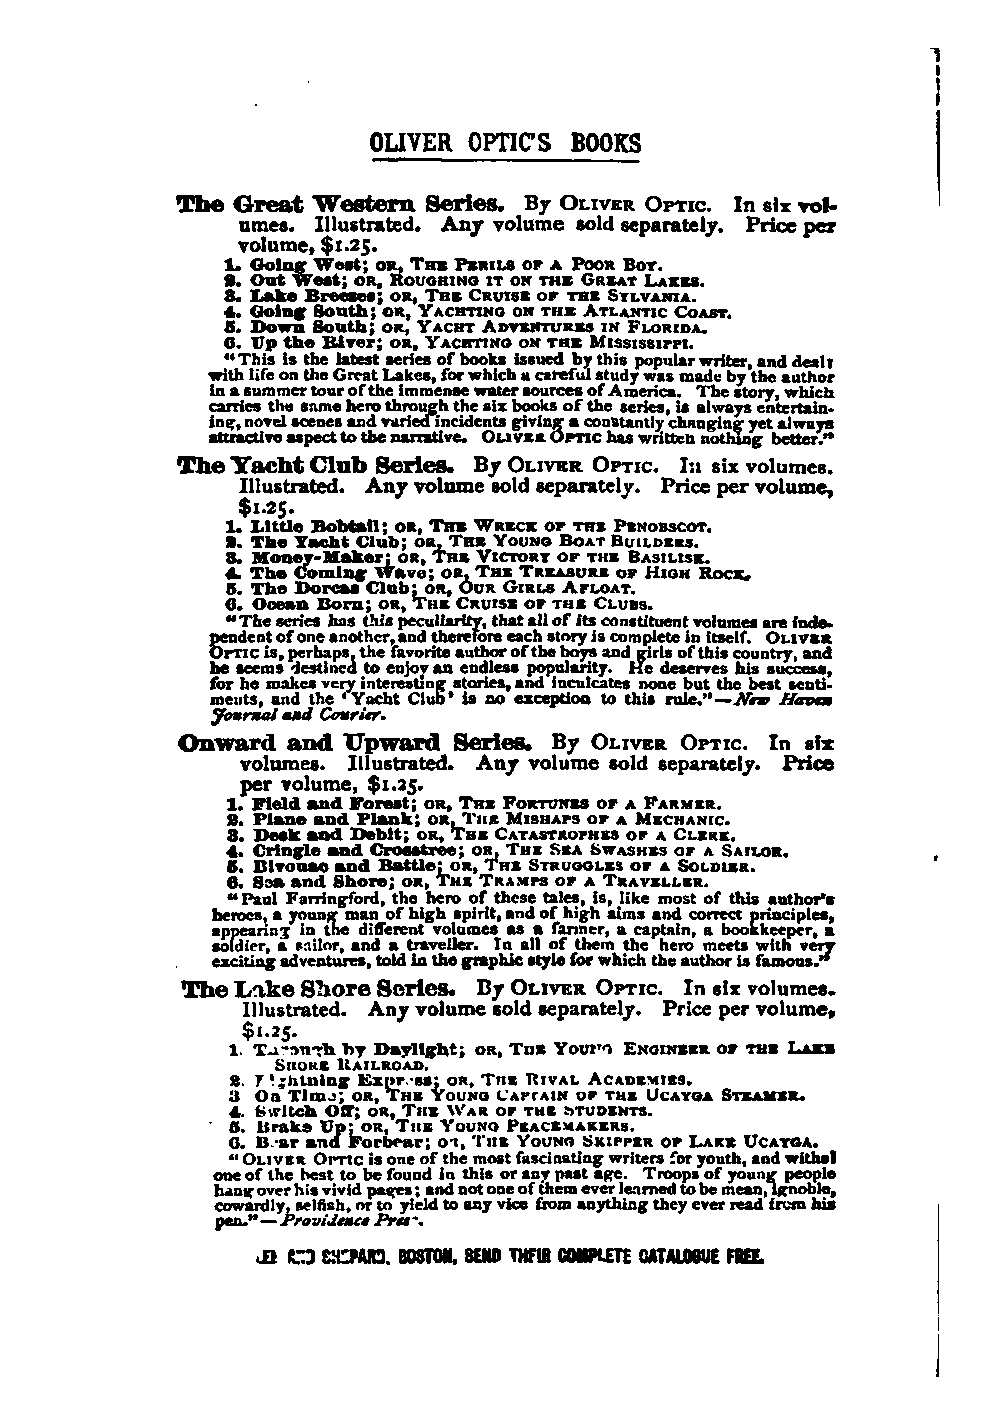 OLIVER OPTIC'S BOOKS
The Great Western Series. By OLIVER OPTIC. In six vol-
umes. Illustrated. Any volume sold separately. Price per
volume, $1.25.
1. Going West; OR, THE PERILS OF A POOR BOY.
2. Out West; OR, ROUGHING IT ON THE GREAT LAKES.
3. Lake Breezes; OR, THE CRUISE OF THE SYLVANIA.
4. Going South; OR, YACHTING ON THE ATLANTIC COAST.
5. Down South; OR, YACHT ADVENTURES IN FLORIDA.
6. Up the River; OR, YACHTING ON THE MISSISSIPPI.
"This is the latest series of books issued by this popular writer, and deals
with life on the Great Lakes, for which a careful study was made by the author
in a summer tour of the immense water sources of America. The story, which
carries the same hero through the six books of the series, is always entertain-
ing, novel scenes and varied incidents giving a constantly changing yet always
attractive aspect to the narrative. OLIVER OPTIC has written nothing better."
The Yacht Club Series. By OLIVER OPTIC. In six volumes.
Illustrated. Any volume sold separately. Price per volume,
$1.25.
1. Little Bobtail; OR, THE WRECK OF THE PENOBSCOT.
2. The Yacht Club; OR, THE YOUNG BOAT BUILDERS.
3. Money-Maker; OR, THE VICTORY OF THE BASILISK.
4. The Coming Wave; OR, THE TREASURE OF HIGH ROCK.
5. The Dorcas Club; OR, OUR GIRLS AFLOAT.
6. Ocean Born; OR, THE CRUISE OF THE CLUBS.
"The series has this peculiarity, that all of its constituent volumes are inde-
pendent of one another, and therefore each story is complete in itself. OLIVER
OPTIC is, perhaps, the favorite author of the boys and girls of this country, and
he seems destined to enjoy an endless popularity. He deserves his success,
for he makes very interesting stories, and inculcates none but the best senti-
ments, and the 'Yacht Club' is no exception to this rule."—New Haven
Journal and Courier.
Onward and Upward Series. By OLIVER OPTIC. In six
volumes. Illustrated. Any volume sold separately. Price
per volume, $1.25.
1. Field and Forest; OR, THE FORTUNES OF A FARMER.
2. Plane and Plank; OR, THE MISHAPS OF A MECHANIC.
3. Desk and Debit; OR, THE CATASTROPHES OF A CLERK.
4. Cringle and Crosstree; OR, THE SEA SWASHES OF A SAILOR.
5. Bivouac and Battle; OR, THE STRUGGLES OF A SOLDIER.
6. Sea and Shore; OR, THE TRAMPS OF A TRAVELLER.
"Paul Farringford, the hero of these tales, is, like most of this author's
heroes, a young man of high spirit, and of high aims and correct principles,
appearing in the different volumes as a farmer, a captain, a bookkeeper, a
soldier, a sailor, and a traveller. In all of them the hero meets with very
exciting adventures, told in the graphic style for which the author is famous."
The Lake Shore Series. By OLIVER OPTIC. In six volumes.
Illustrated. Any volume sold separately. Price per volume,
$1.25.
1. Through by Daylight; OR, THE YOUNG ENGINEER OF THE LAKE
SHORE RAILROAD.
2. Lightning Express; OR, THE RIVAL ACADEMIES.
3 On Time; OR, THE YOUNG CAPTAIN OF THE UCAYGA STEAMER.
4. Switch Off; OR, THE WAR OF THE STUDENTS.
5. Brake Up; OR, THE YOUNG PEACEMAKERS.
6. Bear and Forbear; OR, THE YOUNG SKIPPER OF LAKE UCAYGA.
"OLIVER OPTIC is one of the most fascinating writers for youth, and withal
one of the best to be found in this or any past age. Troops of young people
hang over his vivid pages; and not one of them ever learned to be mean, ignoble,
cowardly, selfish, or to yield to any vice from anything they ever read from his
pen."—Providence Press.
LEE AND SHEPARD, BOSTON, SEND THEIR COMPLETE CATALOGUE FREE.